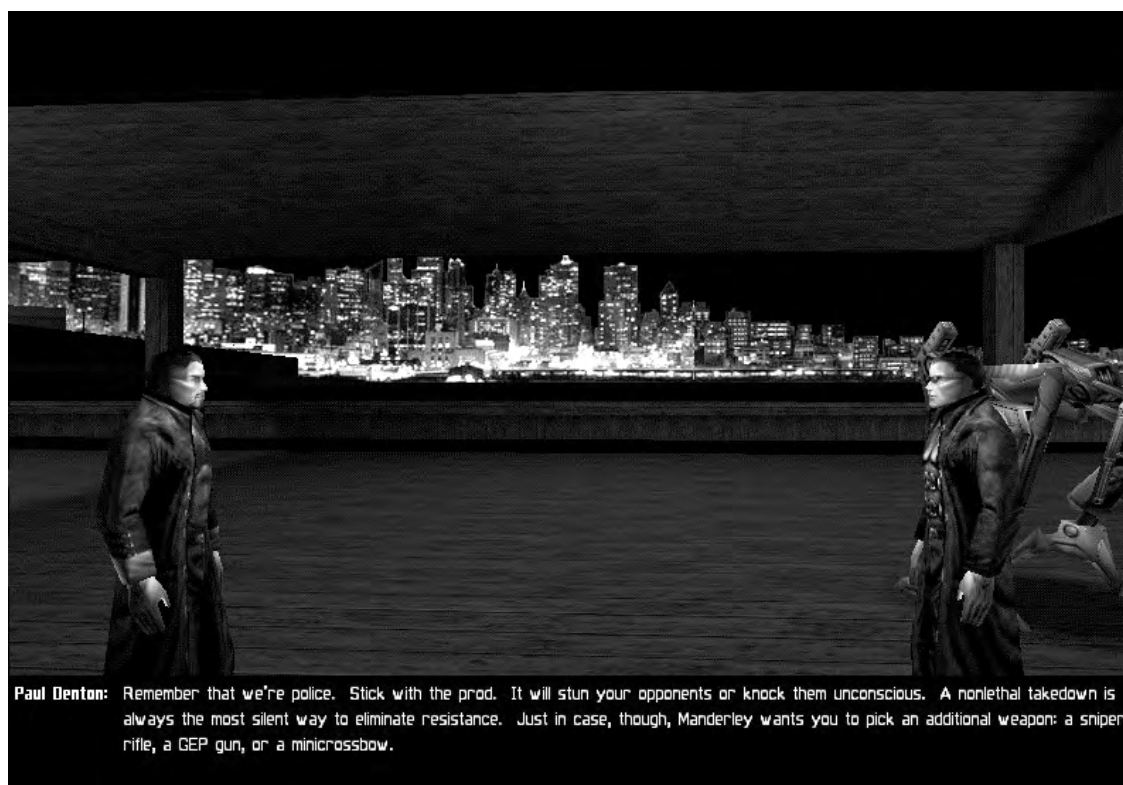 Paul Denton: Remember that we're police. Stick with the prod. It will stun your opponents or knock them unconscious. A nonlethal takedown is
always the most silent way to eliminate resistance. Just in case, though, Manderley wants you to pick an additional weapon: a sniper
rifle, a GEP gun, or a minicrossbow.